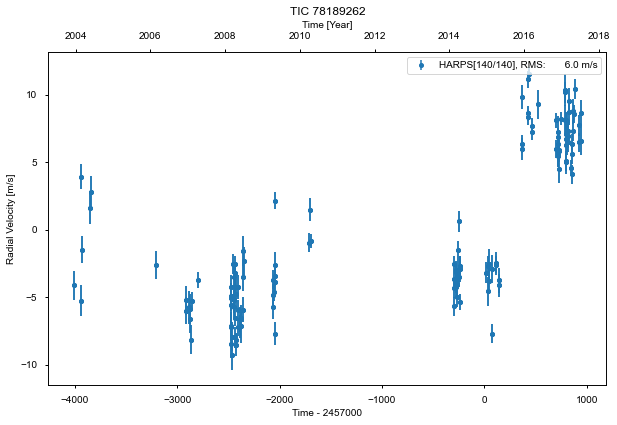 TIC 78189262
Time [Year]
2004 2006 2008 2010 2012 2014 2016 2018
HARPS[140/140], RMS: 6.0 m/s
Radial Velocity [m/s]
10
5
0
−5
−10
−4000 −3000 −2000 −1000 0 1000
Time - 2457000